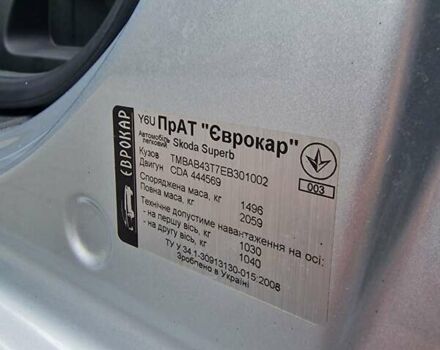 ЄВРОКАР
Y6U ПрАТ "Єврокар"
Автомобіль легковий Skoda Superb
Кузов TMBAB43T7EB301002
Двигун CDA 444569
003
Споряджена маса, кг 1496
Повна маса, кг 2059
Технічне допустиме навантаження на осі:
- на першу вісь, кг 1030
- на другу вісь, кг 1040
ТУ У 34.1-30913130-015:2008
Зроблено в Україні